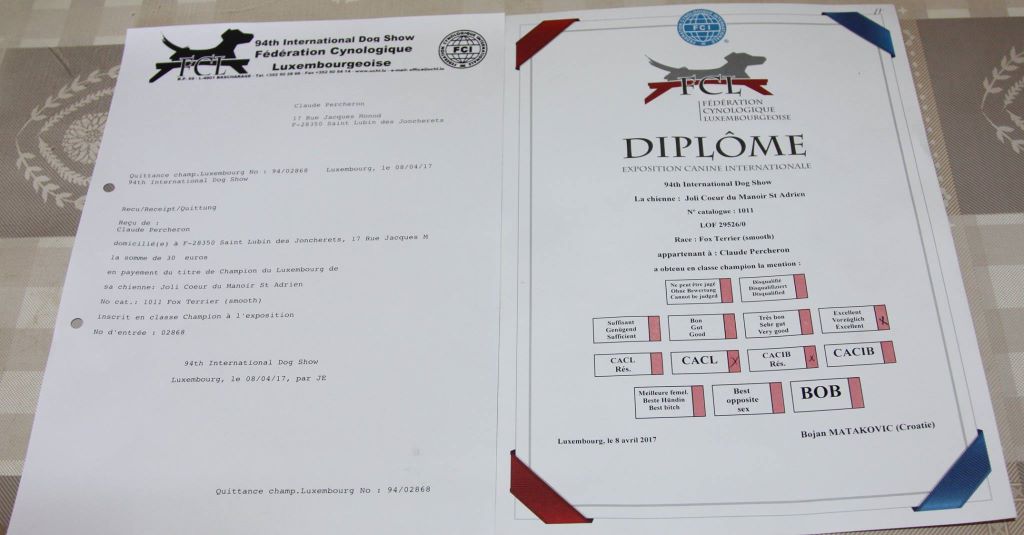 94th International Dog Show
Fédération Cynologique
Luxembourgeoise
FCL
FCI
Claude Percheron
17 Rue Jacques Monod
F-28350 Saint Lubin des Joncherets
Quittance champ.Luxembourg No : 94/02868 Luxembourg, le 08/04/17
94th International Dog Show
Recu/Receipt/Quittung
Reçu de :
Claude Percheron
domicilié(e) à F-28350 Saint Lubin des Joncherets, 17 Rue Jacques M
la somme de 30 euros
en payement du titre de Champion du Luxembourg de
sa chienne: Joli Coeur du Manoir St Adrien
No cat.: 1011 Fox Terrier (smooth)
inscrit en classe Champion à l'exposition
No d'entrée : 02868
94th International Dog Show
Luxembourg, le 08/04/17, par JE
Quittance champ.Luxembourg No : 94/02868
FCI
FCL
FÉDÉRATION
CYNOLOGIQUE
LUXEMBOURGEOISE
DIPLÔME
EXPOSITION CANINE INTERNATIONALE
94th International Dog Show
La chienne : Joli Coeur du Manoir St Adrien
N° catalogue : 1011
LOF 29526/0
Race : Fox Terrier (smooth)
appartenant à : Claude Percheron
a obtenu en classe champion la mention :
Ne peut être jugé
Ohne Bewertung
Cannot be judged
Disqualifié
Disqualifiziert
Disqualified
Suffisant
Genügend
Sufficient
Bon
Gut
Good
Très bon
Sehr gut
Very good
Excellent
Vorzüglich
Excellent
x
CACL
Rés.
CACL
x
CACIB
Rés.
x
CACIB
Meilleure femel.
Beste Hündin
Best bitch
Best
opposite
sex
BOB
Luxembourg, le 8 avril 2017
Bojan MATAKOVIC (Croatie)